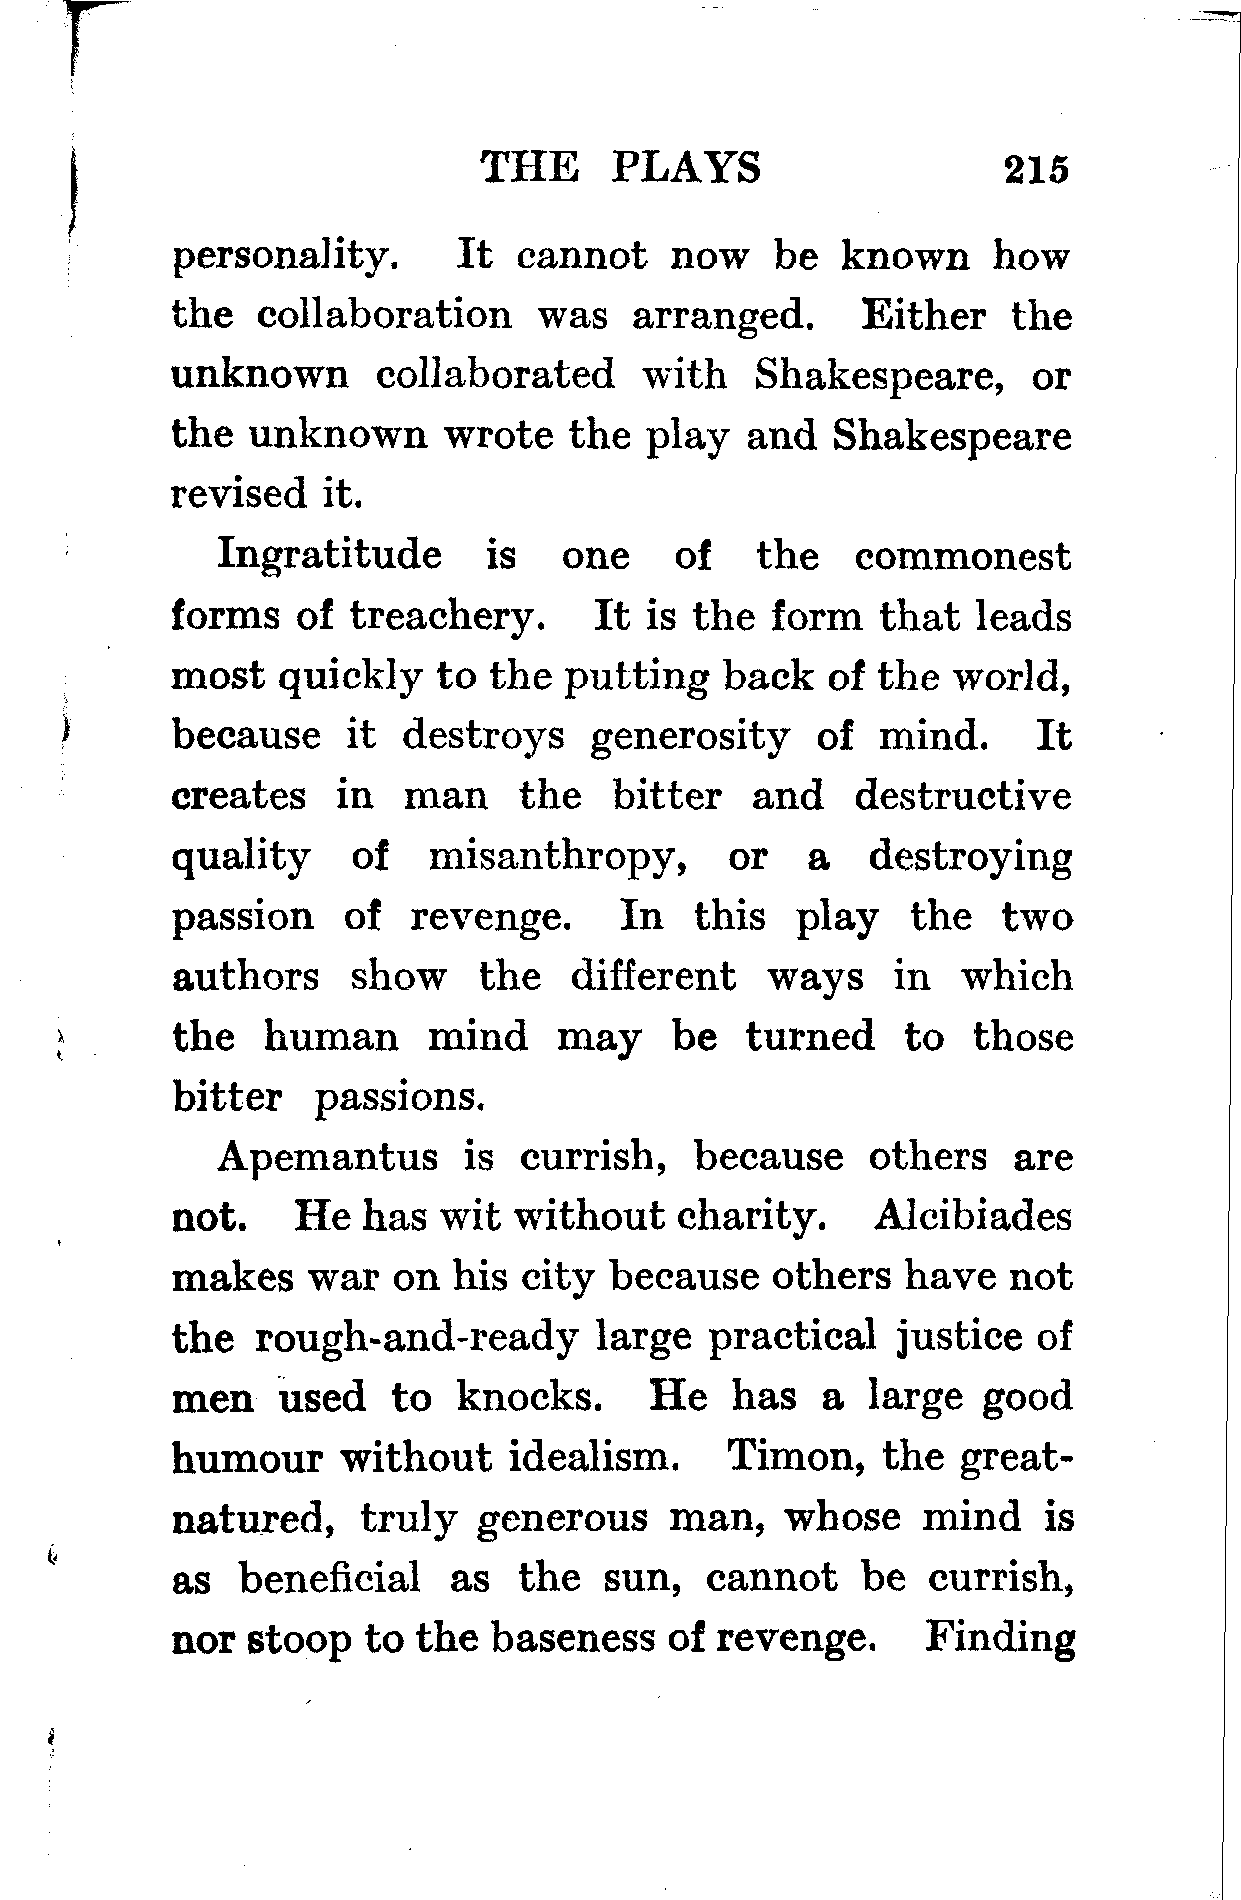 THE PLAYS 215
personality. It cannot now be known how
the collaboration was arranged. Either the
unknown collaborated with Shakespeare, or
the unknown wrote the play and Shakespeare
revised it.
Ingratitude is one of the commonest
forms of treachery. It is the form that leads
most quickly to the putting back of the world,
because it destroys generosity of mind. It
creates in man the bitter and destructive
quality of misanthropy, or a destroying
passion of revenge. In this play the two
authors show the different ways in which
the human mind may be turned to those
bitter passions.
Apemantus is currish, because others are
not. He has wit without charity. Alcibiades
makes war on his city because others have not
the rough-and-ready large practical justice of
men used to knocks. He has a large good
humour without idealism. Timon, the great-
natured, truly generous man, whose mind is
as beneficial as the sun, cannot be currish,
nor stoop to the baseness of revenge. Finding